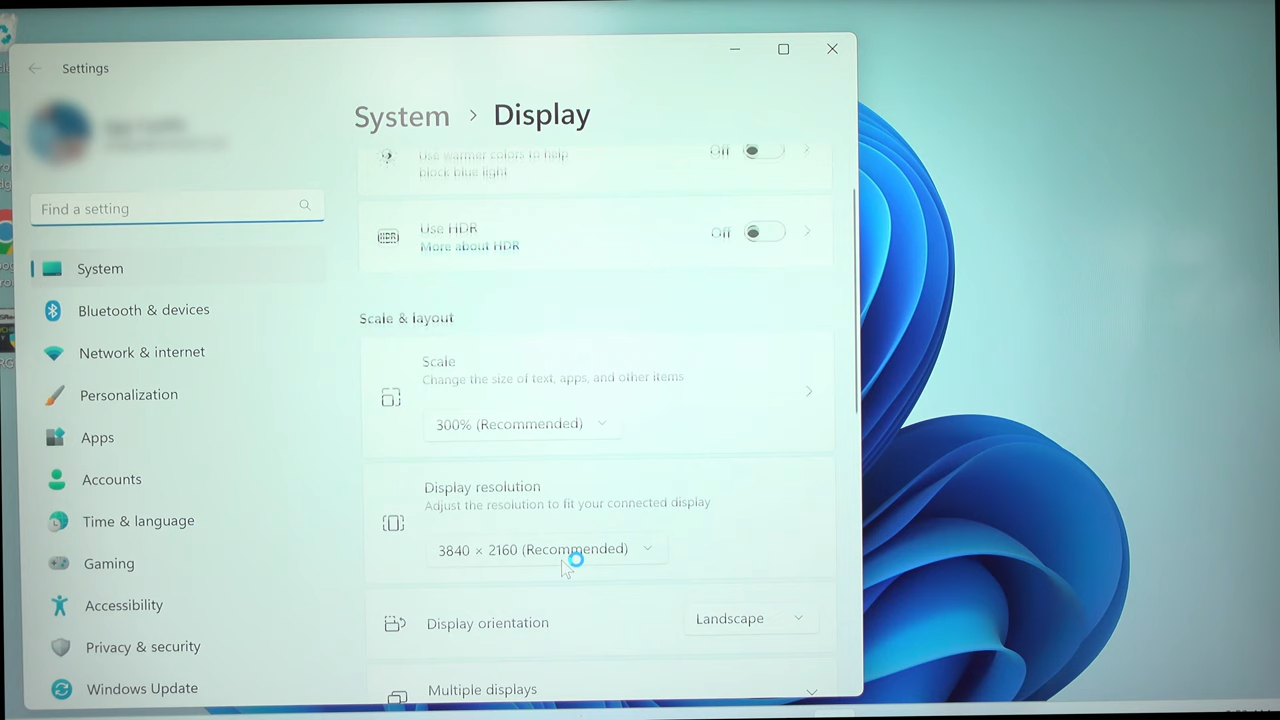 Settings
System > Display
Find a setting
System
Bluetooth & devices
Network & internet
Personalization
Apps
Accounts
Time & language
Gaming
Accessibility
Privacy & security
Windows Update
Use warmer colors to help
block blue light
Off
HDR
Use HDR
More about HDR
Off
Scale & layout
Scale
Change the size of text, apps, and other items
300% (Recommended)
Display resolution
Adjust the resolution to fit your connected display
3840 × 2160 (Recommended)
Display orientation
Landscape
Multiple displays